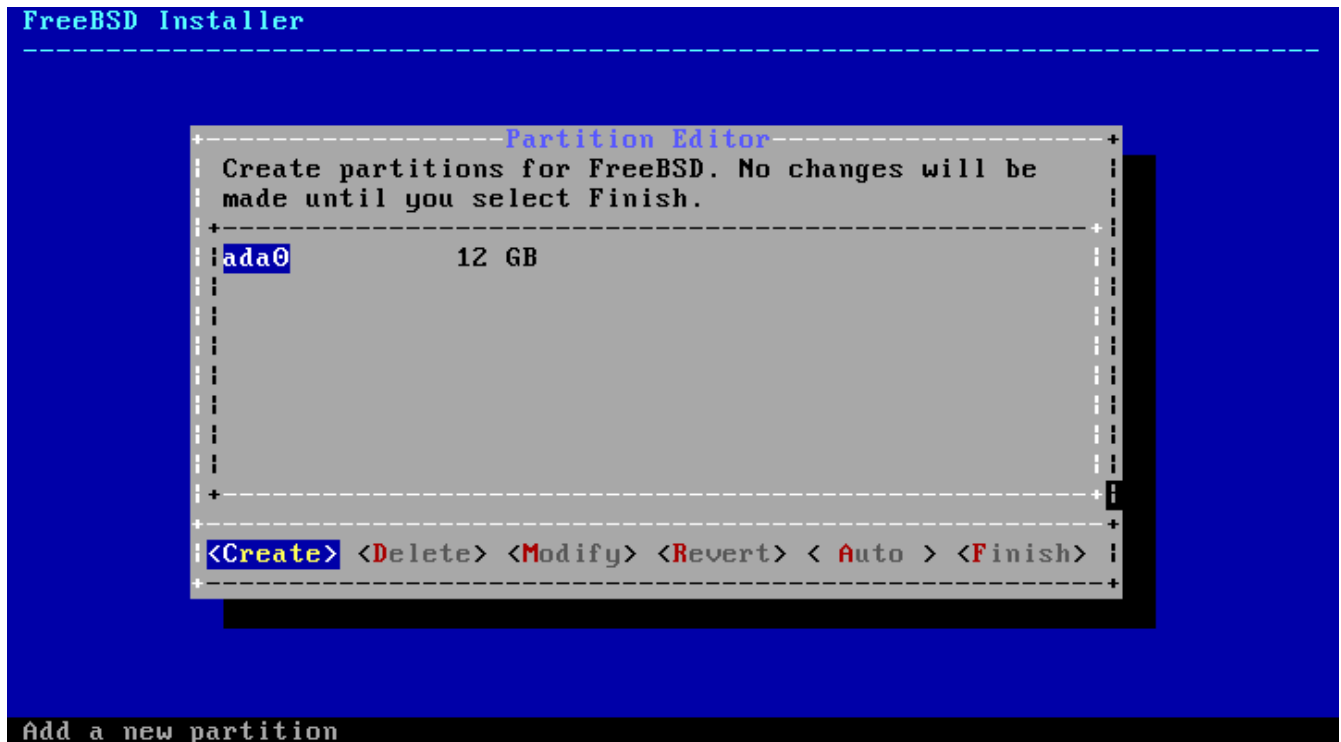 FreeBSD Installer
Partition Editor
Create partitions for FreeBSD. No changes will be
made until you select Finish.
ada0 12 GB
<Create> <Delete> <Modify> <Revert> < Auto > <Finish>
Add a new partition